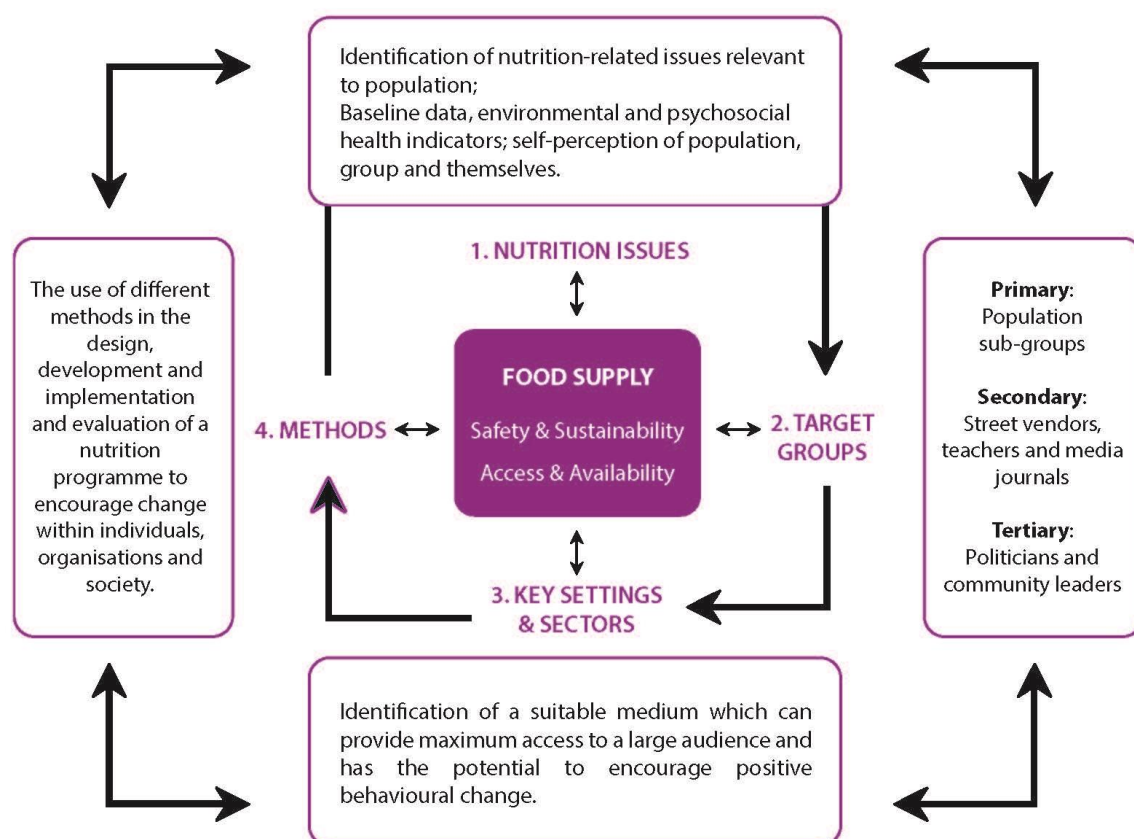 Identification of nutrition-related issues relevant
to population;
Baseline data, environmental and psychosocial
health indicators; self-perception of population,
group and themselves.
1. NUTRITION ISSUES
The use of different
methods in the
design,
development and
implementation
and evaluation of a
nutrition
programme to
encourage change
within individuals,
organisations and
society.
4. METHODS
FOOD SUPPLY
Safety & Sustainability
Access & Availability
2. TARGET
GROUPS
Primary:
Population
sub-groups
Secondary:
Street vendors,
teachers and media
journals
Tertiary:
Politicians and
community leaders
3. KEY SETTINGS
& SECTORS
Identification of a suitable medium which can
provide maximum access to a large audience and
has the potential to encourage positive
behavioural change.